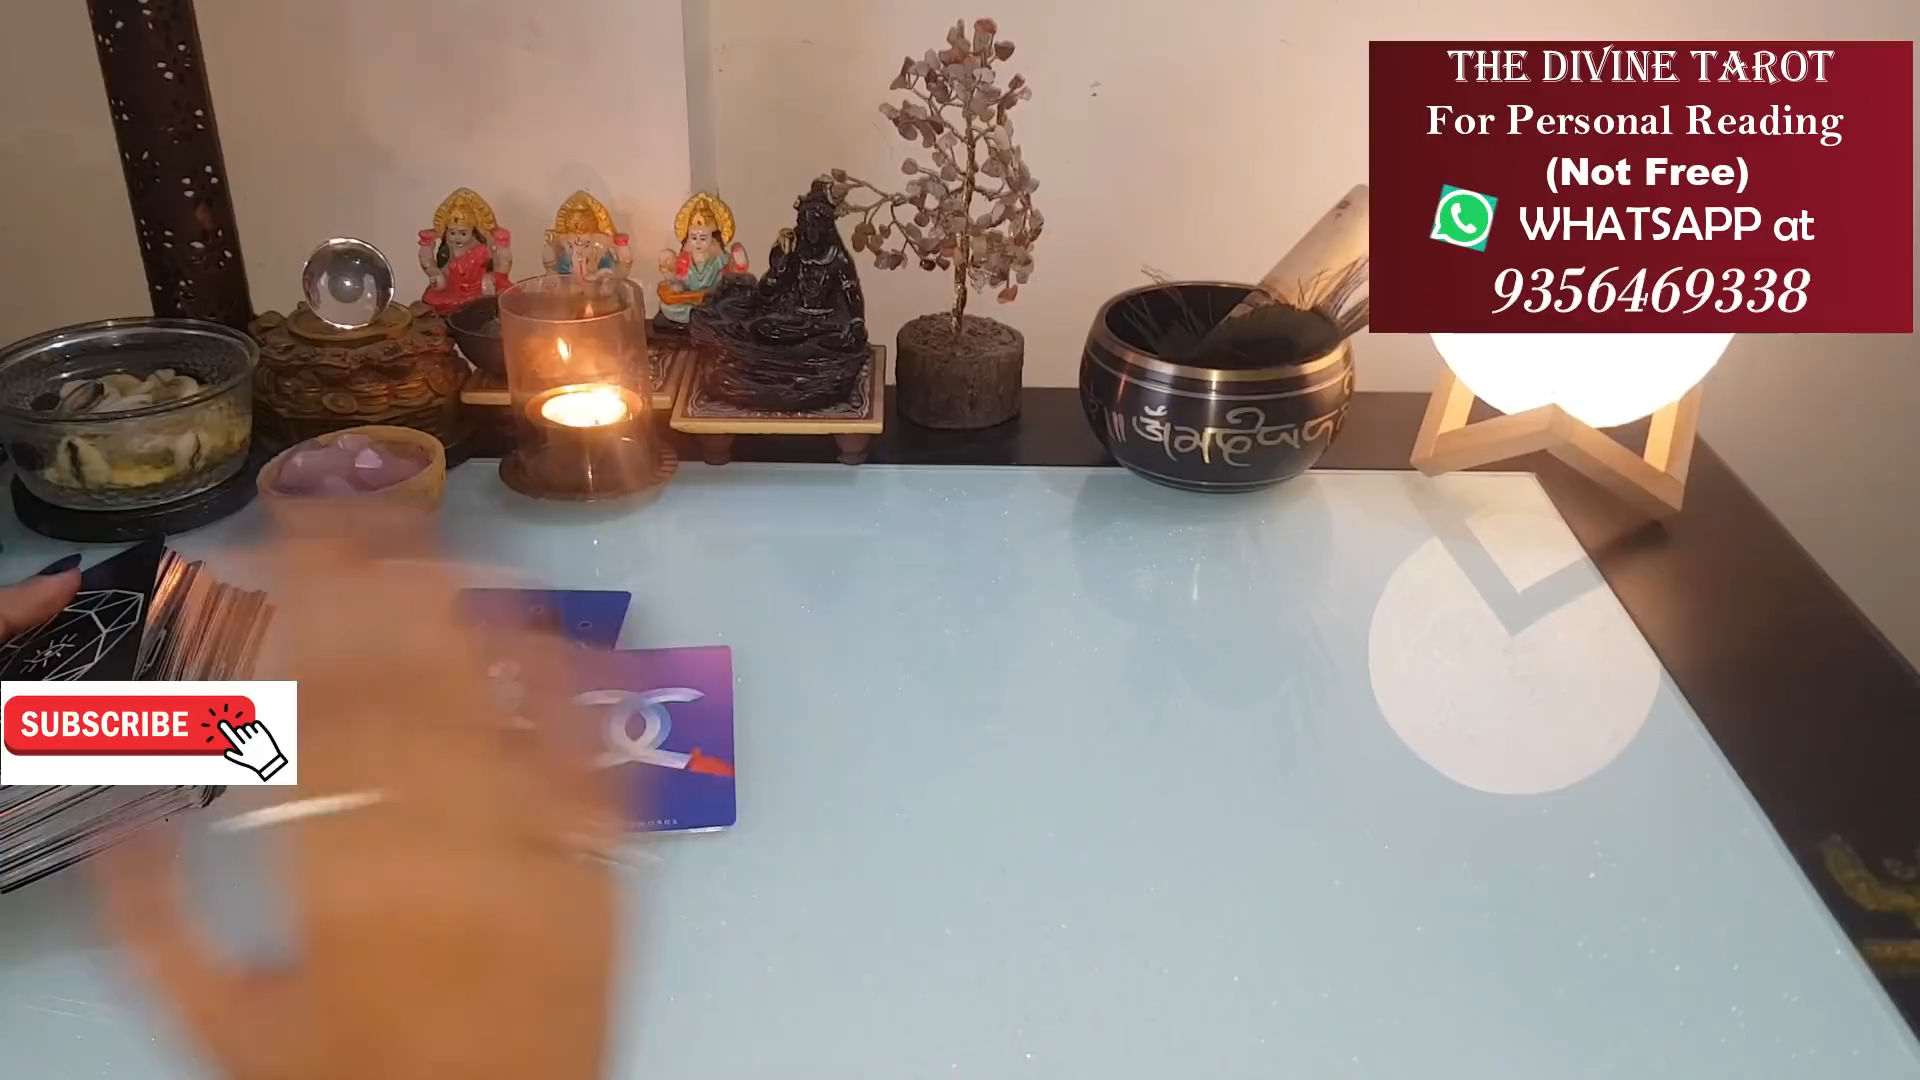 THE DIVINE TAROT
For Personal Reading
(Not Free)
WHATSAPP at
9356469338
SUBSCRIBE